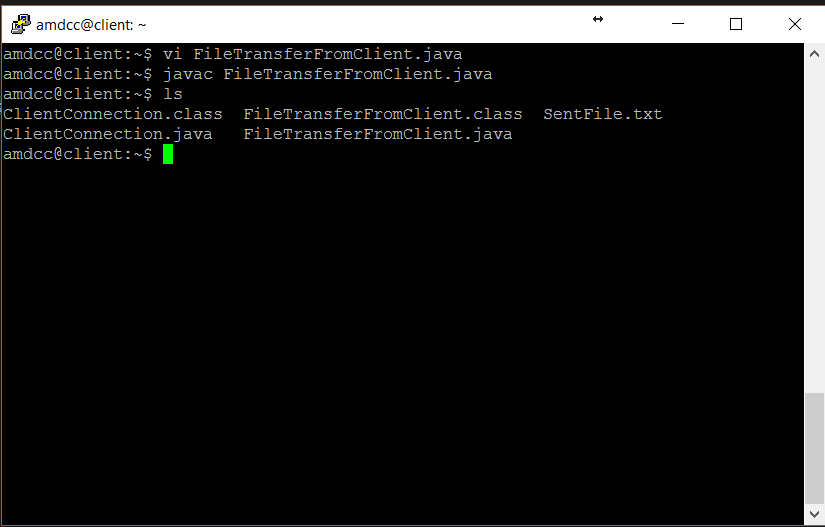 amdcc@client: ~
amdcc@client:~$ vi FileTransferFromClient.java
amdcc@client:~$ javac FileTransferFromClient.java
amdcc@client:~$ ls
ClientConnection.class  FileTransferFromClient.class  SentFile.txt
ClientConnection.java   FileTransferFromClient.java
amdcc@client:~$